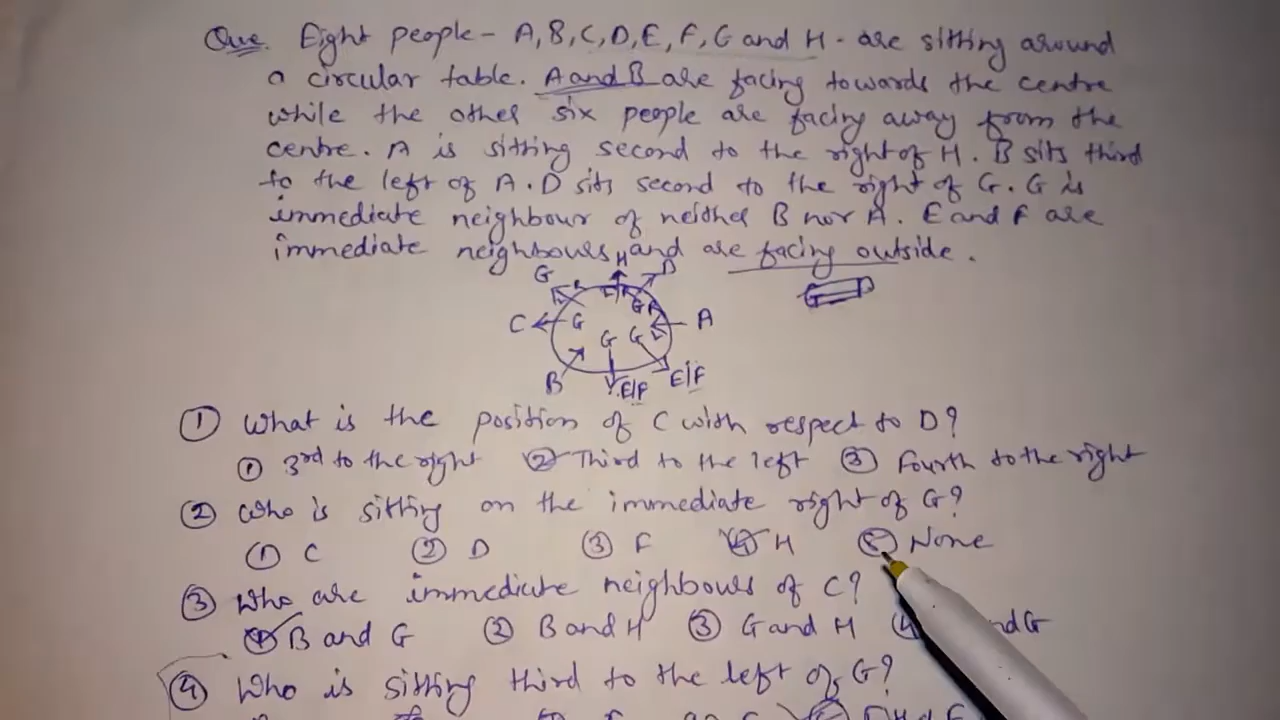 Que. Eight people - A, B, C, D, E, F, G and H - are sitting around
a circular table. A and B are facing towards the centre
while the other six people are facing away from the
centre. A is sitting second to the right of H. B sits third
to the left of A. D sits second to the right of G. G is
immediate neighbour of neither B nor A. E and F are
immediate neighbours and are facing outside.
G H D
G D
C G G A
G G
B E/F E/F
① What is the position of C with respect to D?
① 3rd to the right ② Third to the left ③ Fourth to the right
② Who is sitting on the immediate right of G?
① C ② D ③ F ④ H ⑤ None
③ Who are immediate neighbours of C?
① B and G ② B and H ③ G and H ④ nd G
④ Who is sitting third to the left of G?